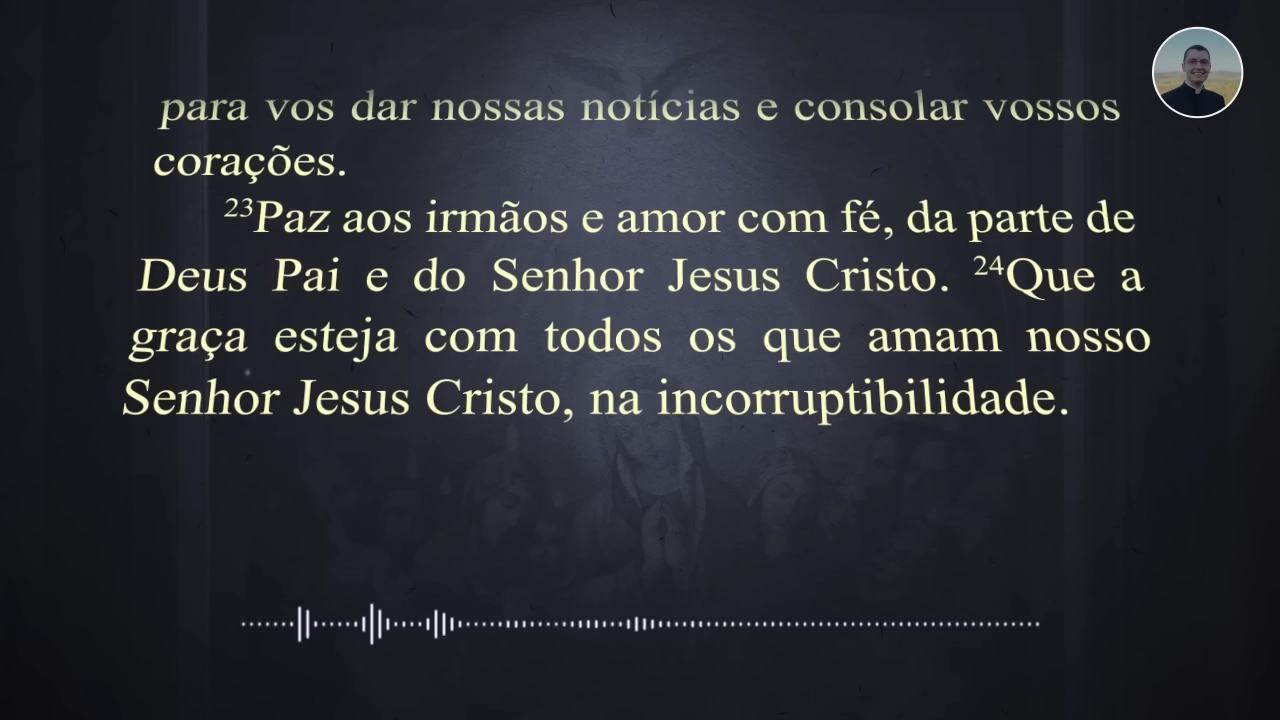 para vos dar nossas notícias e consolar vossos
corações.
²³Paz aos irmãos e amor com fé, da parte de
Deus Pai e do Senhor Jesus Cristo. ²⁴Que a
graça esteja com todos os que amam nosso
Senhor Jesus Cristo, na incorruptibilidade.